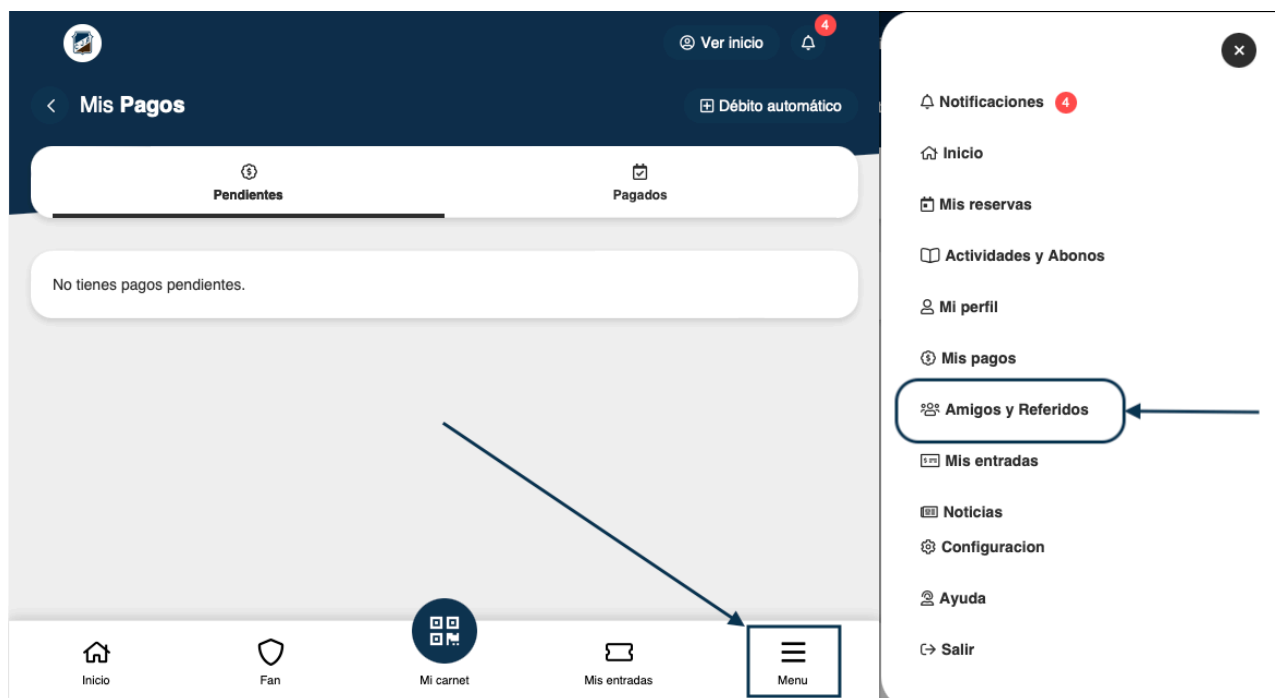 4
Ver inicio
Mis Pagos
Débito automático
Pendientes
Pagados
No tienes pagos pendientes.
Inicio
Fan
Mi carnet
Mis entradas
Menu
Notificaciones 4
Inicio
Mis reservas
Actividades y Abonos
Mi perfil
Mis pagos
Amigos y Referidos
Mis entradas
Noticias
Configuracion
Ayuda
Salir